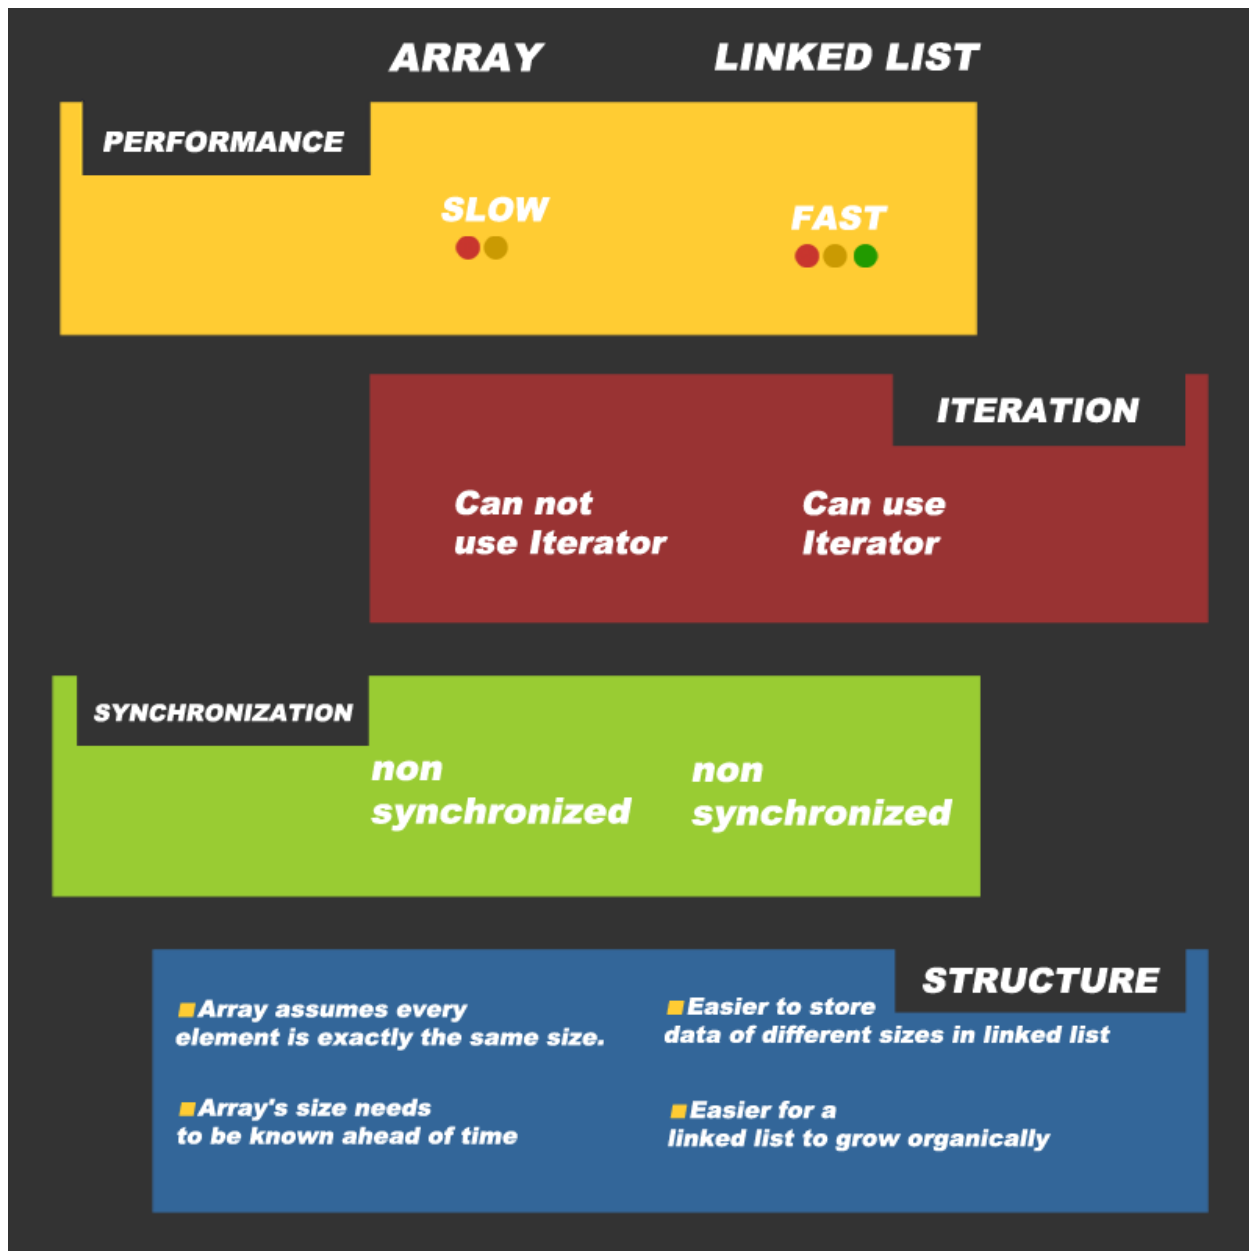 ARRAY
LINKED LIST
PERFORMANCE
SLOW
FAST
ITERATION
Can not
use Iterator
Can use
Iterator
SYNCHRONIZATION
non
synchronized
non
synchronized
STRUCTURE
Array assumes every
element is exactly the same size.
Easier to store
data of different sizes in linked list
Array's size needs
to be known ahead of time
Easier for a
linked list to grow organically